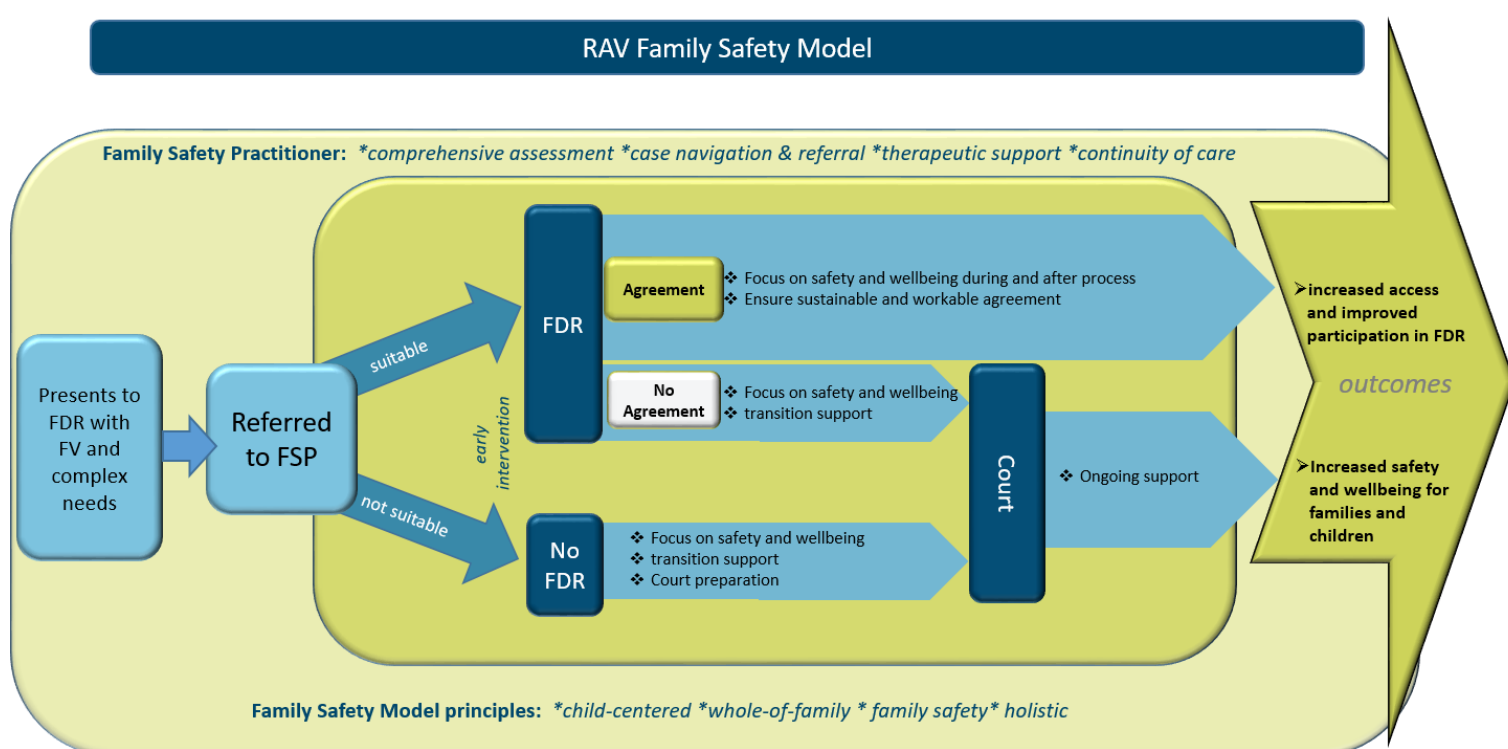 RAV Family Safety Model
Family Safety Practitioner: *comprehensive assessment *case navigation & referral *therapeutic support *continuity of care
Presents to
FDR with
FV and
complex
needs
Referred
to FSP
suitable
not suitable
early
intervention
FDR
Agreement
❖ Focus on safety and wellbeing during and after process
❖ Ensure sustainable and workable agreement
No
Agreement
❖ Focus on safety and wellbeing
❖ transition support
No
FDR
❖ Focus on safety and wellbeing
❖ transition support
❖ Court preparation
Court
❖ Ongoing support
➢increased access
and improved
participation in FDR
outcomes
➢Increased safety
and wellbeing for
families and
children
Family Safety Model principles: *child-centered *whole-of-family * family safety* holistic